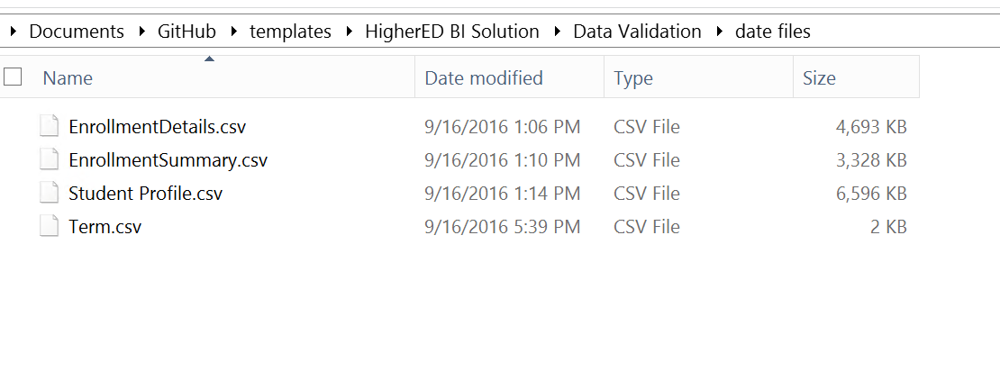 Documents GitHub templates HigherED BI Solution Data Validation date files
Name Date modified Type Size
EnrollmentDetails.csv 9/16/2016 1:06 PM CSV File 4,693 KB
EnrollmentSummary.csv 9/16/2016 1:10 PM CSV File 3,328 KB
Student Profile.csv 9/16/2016 1:14 PM CSV File 6,596 KB
Term.csv 9/16/2016 5:39 PM CSV File 2 KB